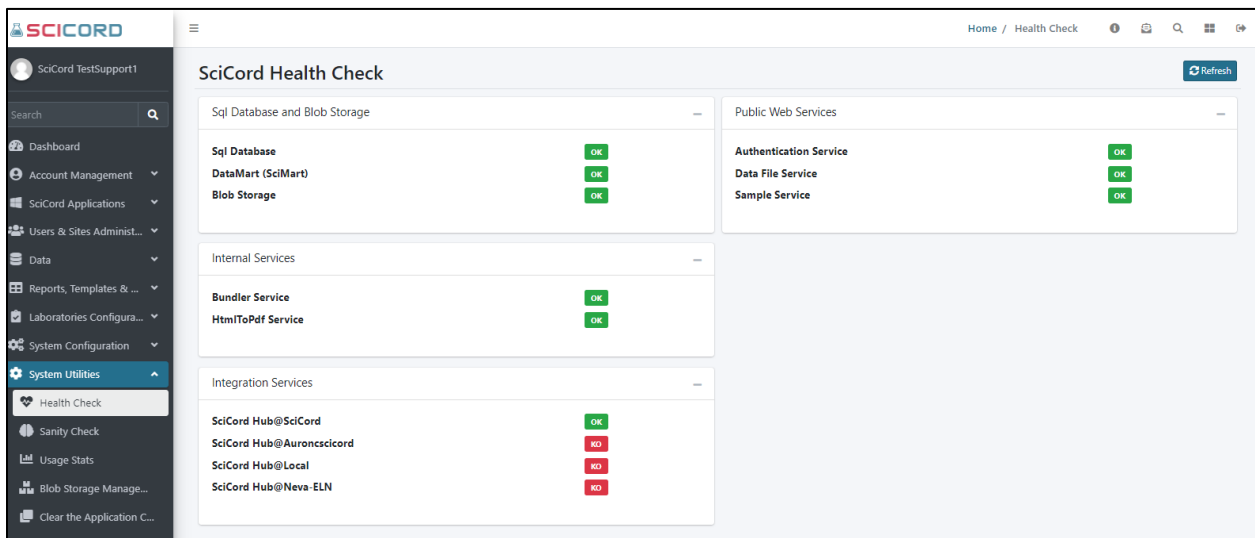 SCICORD
Home / Health Check
SciCord TestSupport1
Search
Dashboard
Account Management
SciCord Applications
Users & Sites Administ...
Data
Reports, Templates & ...
Laboratories Configura...
System Configuration
System Utilities
Health Check
Sanity Check
Usage Stats
Blob Storage Manage...
Clear the Application C...
SciCord Health Check
Refresh
Sql Database and Blob Storage
Sql Database OK
DataMart (SciMart) OK
Blob Storage OK
Public Web Services
Authentication Service OK
Data File Service OK
Sample Service OK
Internal Services
Bundler Service OK
HtmlToPdf Service OK
Integration Services
SciCord Hub@SciCord OK
SciCord Hub@Auroncscicord KO
SciCord Hub@Local KO
SciCord Hub@Neva-ELN KO